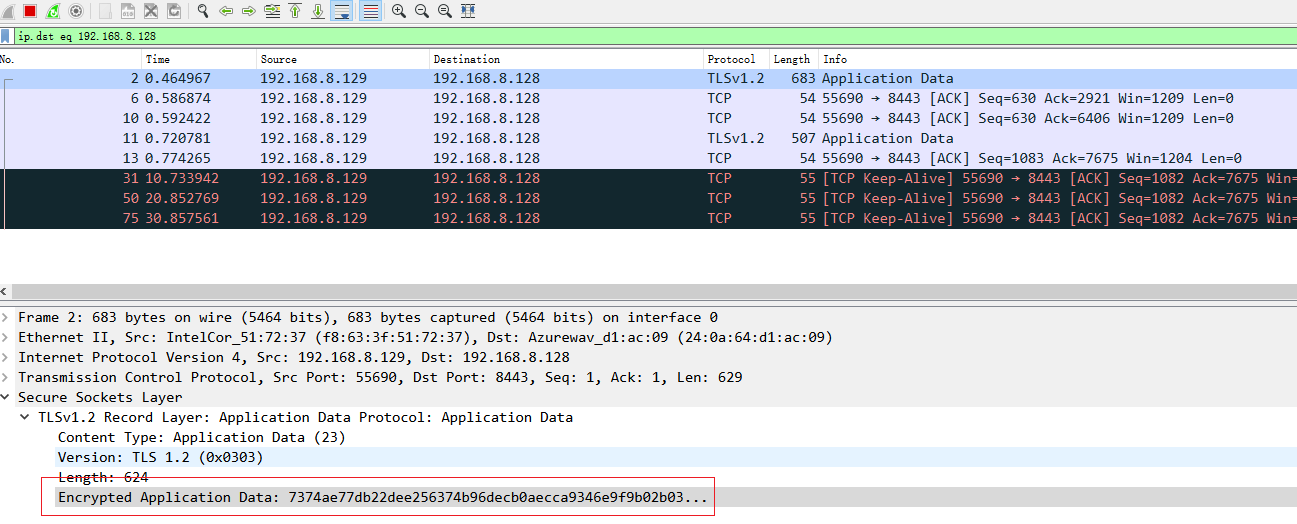 ip.dst eq 192.168.8.128
No. Time Source Destination Protocol Length Info
2 0.464967 192.168.8.129 192.168.8.128 TLSv1.2 683 Application Data
6 0.586874 192.168.8.129 192.168.8.128 TCP 54 55690 → 8443 [ACK] Seq=630 Ack=2921 Win=1209 Len=0
10 0.592422 192.168.8.129 192.168.8.128 TCP 54 55690 → 8443 [ACK] Seq=630 Ack=6406 Win=1209 Len=0
11 0.720781 192.168.8.129 192.168.8.128 TLSv1.2 507 Application Data
13 0.774265 192.168.8.129 192.168.8.128 TCP 54 55690 → 8443 [ACK] Seq=1083 Ack=7675 Win=1204 Len=0
31 10.733942 192.168.8.129 192.168.8.128 TCP 55 [TCP Keep-Alive] 55690 → 8443 [ACK] Seq=1082 Ack=7675 Win=
50 20.852769 192.168.8.129 192.168.8.128 TCP 55 [TCP Keep-Alive] 55690 → 8443 [ACK] Seq=1082 Ack=7675 Win=
75 30.857561 192.168.8.129 192.168.8.128 TCP 55 [TCP Keep-Alive] 55690 → 8443 [ACK] Seq=1082 Ack=7675 Win=
Frame 2: 683 bytes on wire (5464 bits), 683 bytes captured (5464 bits) on interface 0
Ethernet II, Src: IntelCor_51:72:37 (f8:63:3f:51:72:37), Dst: Azurewav_d1:ac:09 (24:0a:64:d1:ac:09)
Internet Protocol Version 4, Src: 192.168.8.129, Dst: 192.168.8.128
Transmission Control Protocol, Src Port: 55690, Dst Port: 8443, Seq: 1, Ack: 1, Len: 629
Secure Sockets Layer
TLSv1.2 Record Layer: Application Data Protocol: Application Data
Content Type: Application Data (23)
Version: TLS 1.2 (0x0303)
Length: 624
Encrypted Application Data: 7374ae77db22dee256374b96decb0aecca9346e9f9b02b03...